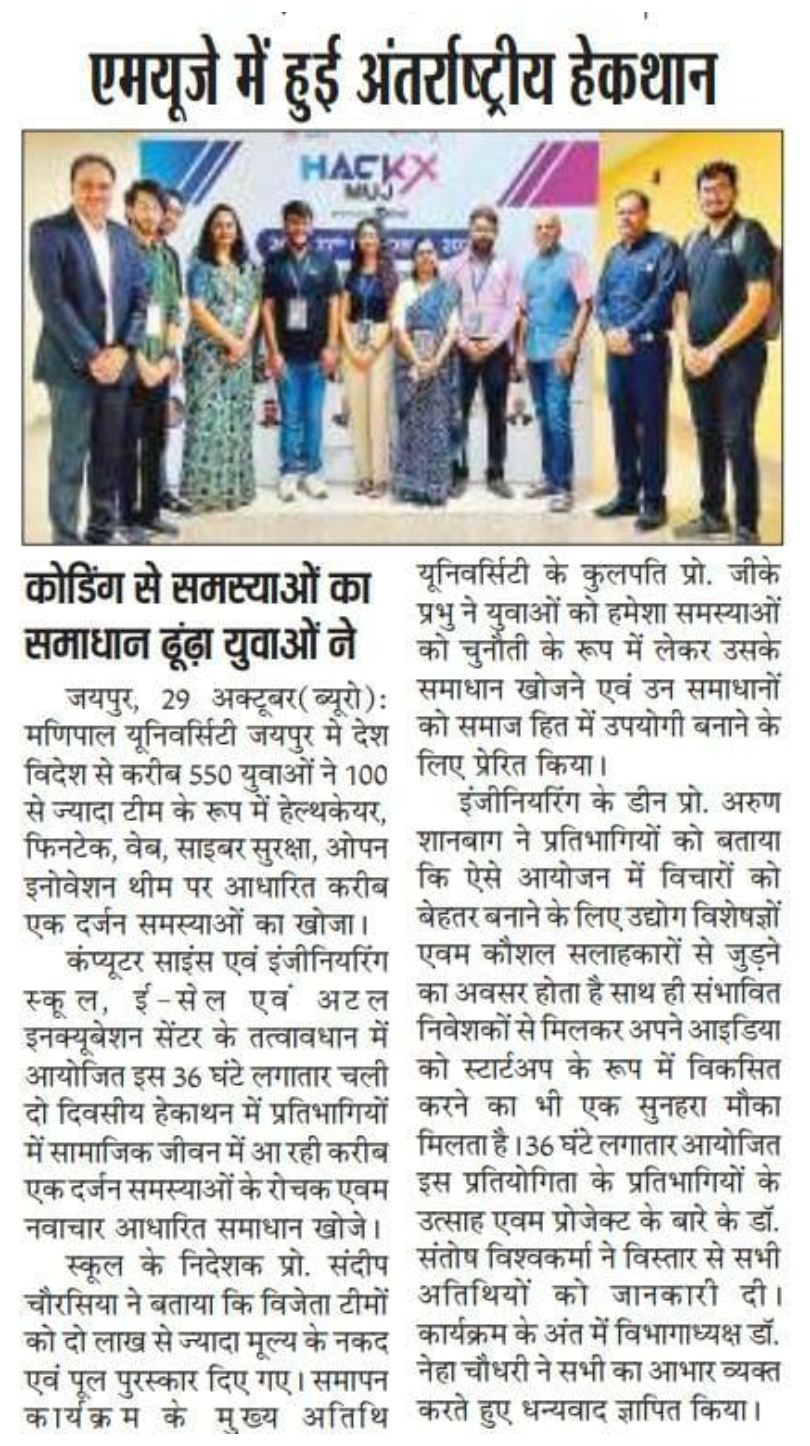 एमयूजे में हुई अंतर्राष्ट्रीय हेकथान
HACKX
MUJ
कोडिंग से समस्याओं का
समाधान ढूंढ़ा युवाओं ने
जयपुर, 29 अक्टूबर(ब्यूरो):
मणिपाल यूनिवर्सिटी जयपुर मे देश
विदेश से करीब 550 युवाओं ने 100
से ज्यादा टीम के रूप में हेल्थकेयर,
फिनटेक, वेब, साइबर सुरक्षा, ओपन
इनोवेशन थीम पर आधारित करीब
एक दर्जन समस्याओं का खोजा।
कंप्यूटर साइंस एवं इंजीनियरिंग
स्कूल, ई-सेल एवं अटल
इनक्यूबेशन सेंटर के तत्वावधान में
आयोजित इस 36 घंटे लगातार चली
दो दिवसीय हेकाथन में प्रतिभागियों
में सामाजिक जीवन में आ रही करीब
एक दर्जन समस्याओं के रोचक एवम
नवाचार आधारित समाधान खोजे।
स्कूल के निदेशक प्रो. संदीप
चौरसिया ने बताया कि विजेता टीमों
को दो लाख से ज्यादा मूल्य के नकद
एवं पूल पुरस्कार दिए गए। समापन
कार्यक्रम के मुख्य अतिथि
यूनिवर्सिटी के कुलपति प्रो. जीके
प्रभु ने युवाओं को हमेशा समस्याओं
को चुनौती के रूप में लेकर उसके
समाधान खोजने एवं उन समाधानों
को समाज हित में उपयोगी बनाने के
लिए प्रेरित किया।
इंजीनियरिंग के डीन प्रो. अरुण
शानबाग ने प्रतिभागियों को बताया
कि ऐसे आयोजन में विचारों को
बेहतर बनाने के लिए उद्योग विशेषज्ञों
एवम कौशल सलाहकारों से जुड़ने
का अवसर होता है साथ ही संभावित
निवेशकों से मिलकर अपने आइडिया
को स्टार्टअप के रूप में विकसित
करने का भी एक सुनहरा मौका
मिलता है।36 घंटे लगातार आयोजित
इस प्रतियोगिता के प्रतिभागियों के
उत्साह एवम प्रोजेक्ट के बारे के डॉ.
संतोष विश्वकर्मा ने विस्तार से सभी
अतिथियों को जानकारी दी।
कार्यक्रम के अंत में विभागाध्यक्ष डॉ.
नेहा चौधरी ने सभी का आभार व्यक्त
करते हुए धन्यवाद ज्ञापित किया।